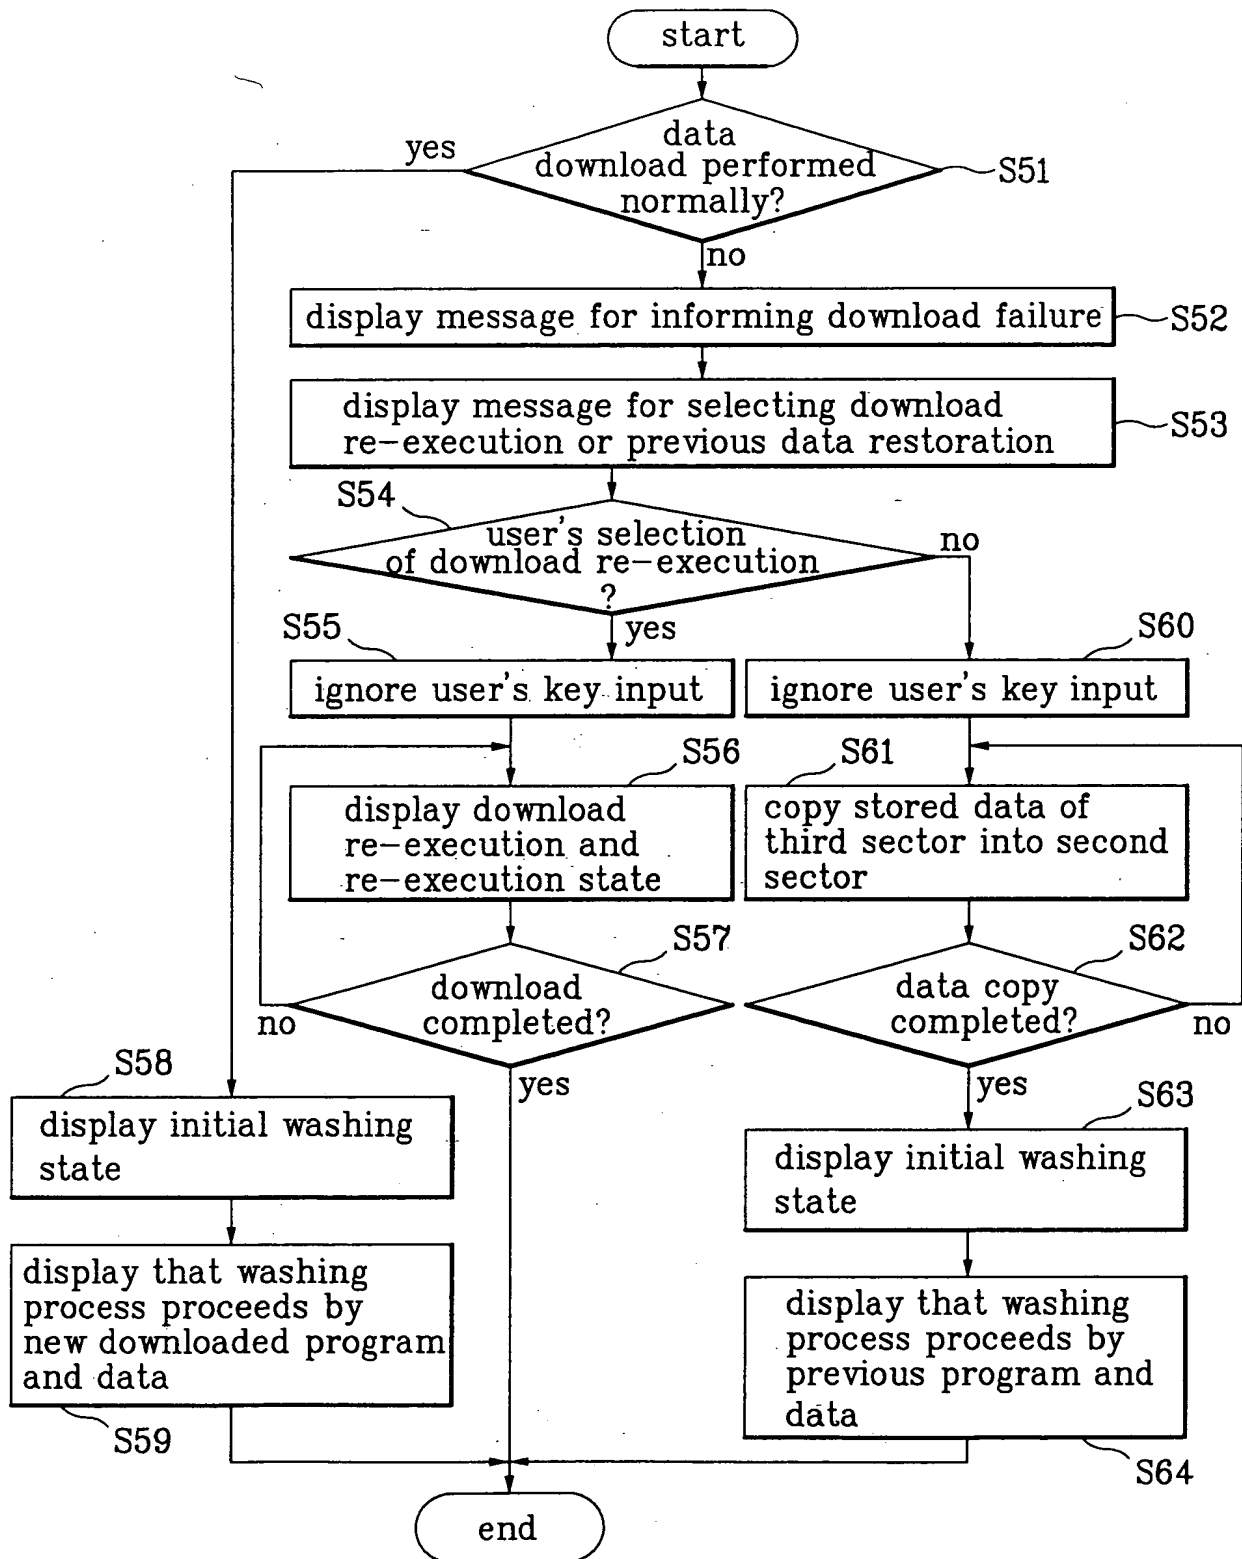 start
data
download performed
normally?
yes
S51
no
display message for informing download failure
S52
display message for selecting download
re-execution or previous data restoration
S53
S54
user's selection
of download re-execution
?
no
yes
S55
ignore user's key input
S60
ignore user's key input
S56
display download
re-execution and
re-execution state
S61
copy stored data of
third sector into second
sector
S57
download
completed?
no
yes
S62
data copy
completed?
no
yes
S58
display initial washing
state
S63
display initial washing
state
display that washing
process proceeds by
new downloaded program
and data
S59
display that washing
process proceeds by
previous program and
data
S64
end